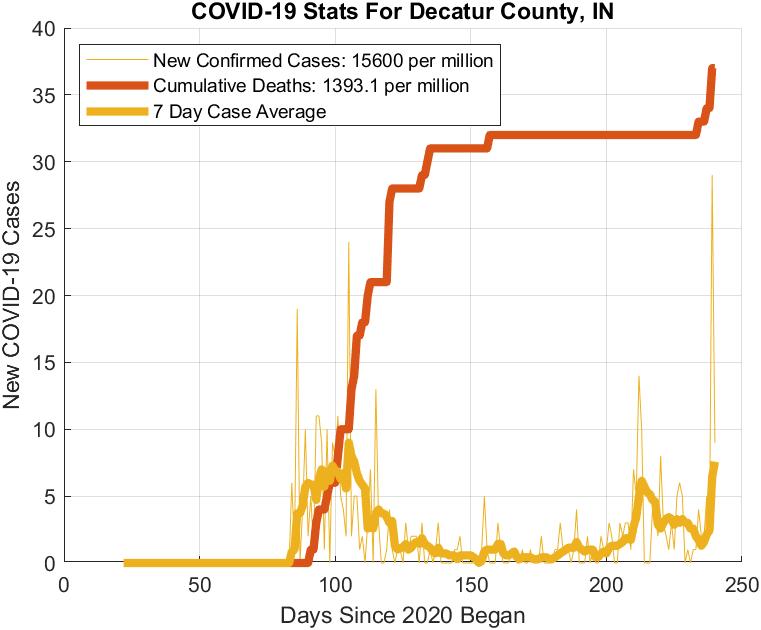 COVID-19 Stats For Decatur County, IN
New Confirmed Cases: 15600 per million
Cumulative Deaths: 1393.1 per million
7 Day Case Average
New COVID-19 Cases
40
35
30
25
20
15
10
5
0
0 50 100 150 200 250
Days Since 2020 Began